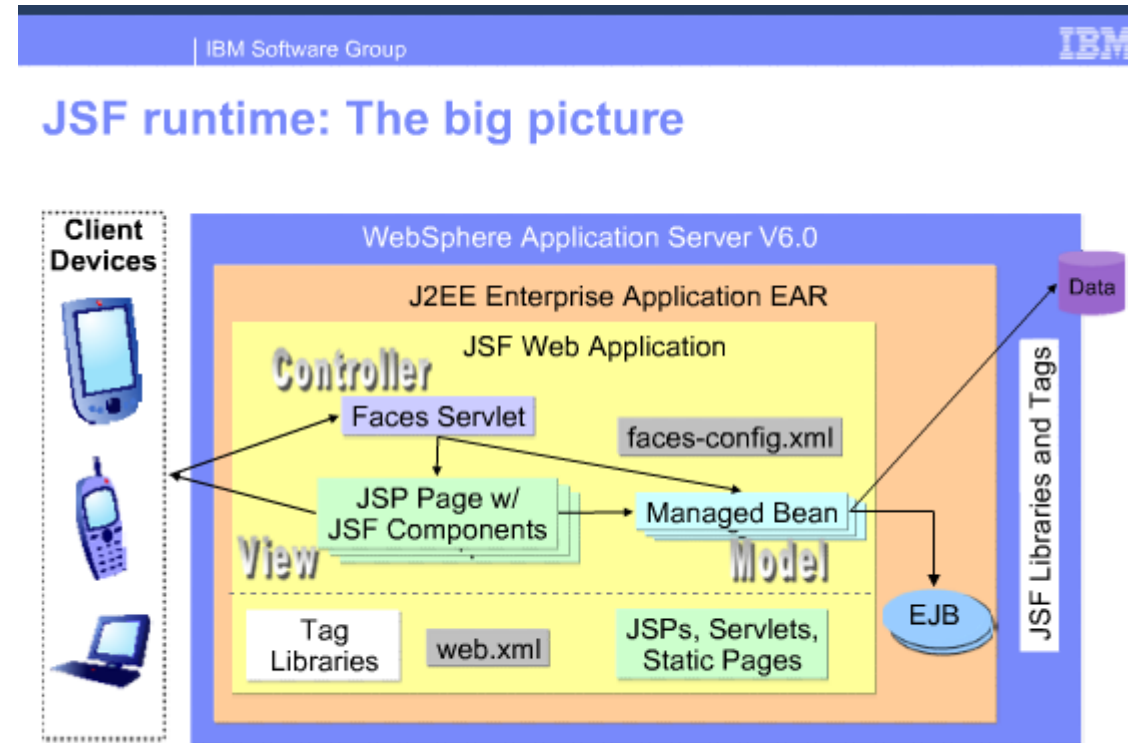 IBM Software Group
IBM
JSF runtime: The big picture
Client
Devices
WebSphere Application Server V6.0
J2EE Enterprise Application EAR
JSF Web Application
Controller
Faces Servlet
faces-config.xml
JSP Page w/
JSF Components
Managed Bean
View
Model
Tag
Libraries
web.xml
JSPs, Servlets,
Static Pages
EJB
Data
JSF Libraries and Tags